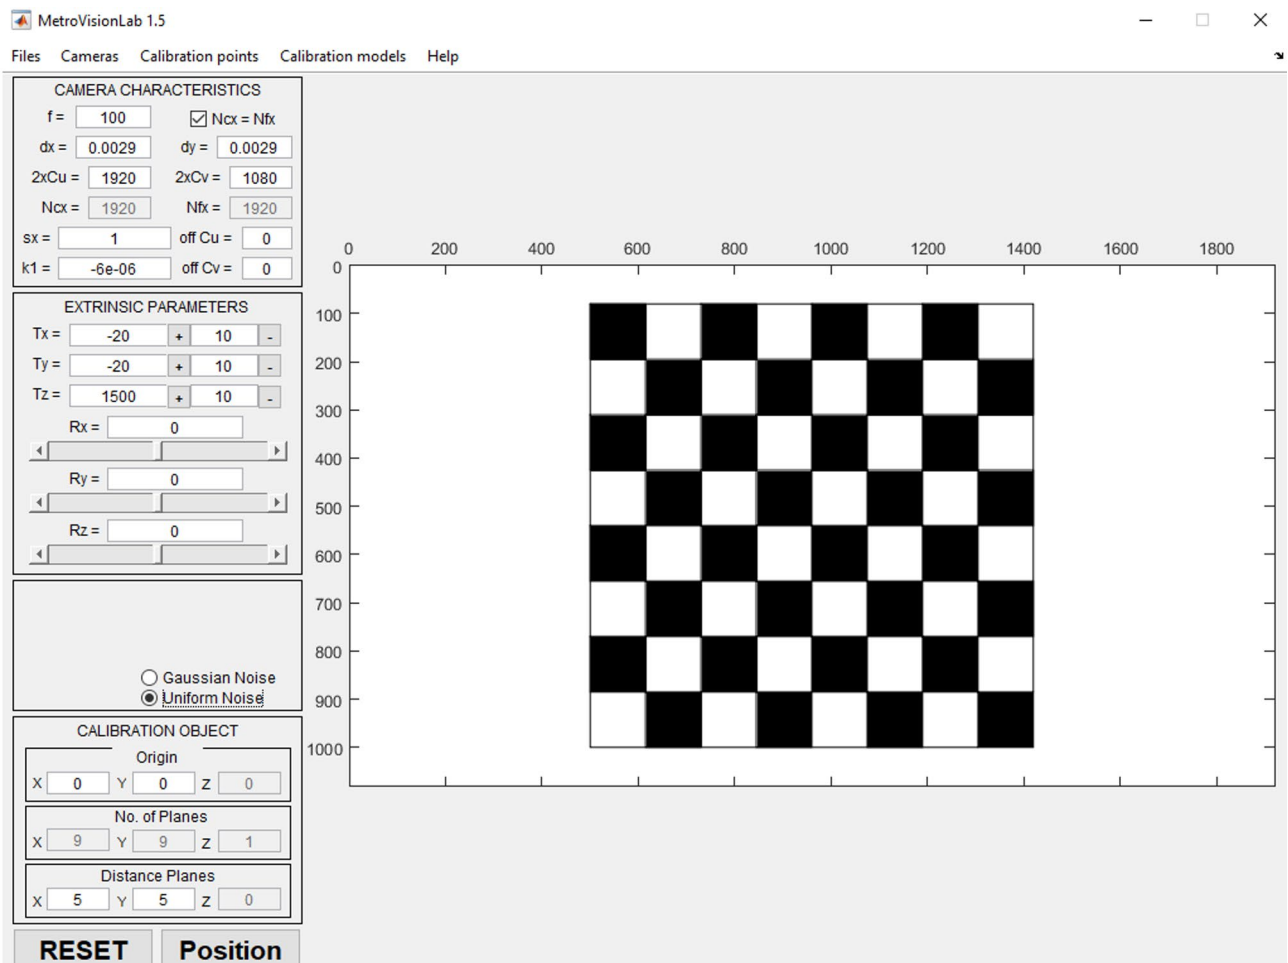 MetroVisionLab 1.5
Files Cameras Calibration points Calibration models Help
CAMERA CHARACTERISTICS
f = 100 Ncx = Nfx
dx = 0.0029 dy = 0.0029
2xCu = 1920 2xCv = 1080
Ncx = 1920 Nfx = 1920
sx = 1 off Cu = 0
k1 = -6e-06 off Cv = 0
EXTRINSIC PARAMETERS
Tx = -20 + 10 -
Ty = -20 + 10 -
Tz = 1500 + 10 -
Rx = 0
Ry = 0
Rz = 0
Gaussian Noise
Uniform Noise
CALIBRATION OBJECT
Origin
X 0 Y 0 Z 0
No. of Planes
X 9 Y 9 Z 1
Distance Planes
X 5 Y 5 Z 0
RESET Position
0 200 400 600 800 1000 1200 1400 1600 1800
0
100
200
300
400
500
600
700
800
900
1000